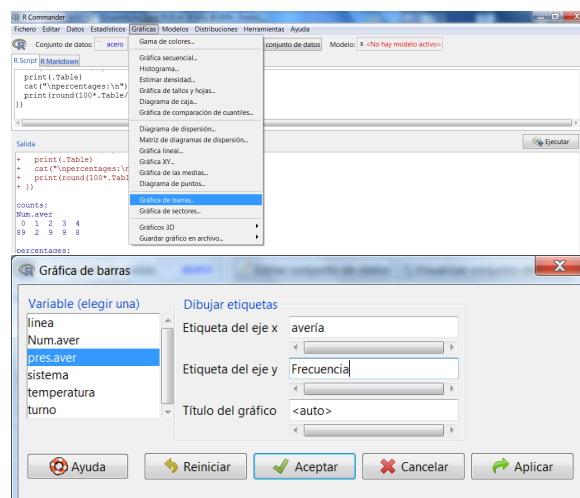 R Commander
Fichero Editar Datos Estadísticos Gráficas Modelos Distribuciones Herramientas Ayuda
Conjunto de datos: acero conjunto de datos Modelo: Σ <No hay modelo activo>
R Script R Markdown
print(.Table)
cat("\npercentages:\n")
print(round(100*.Table/
})
Gama de colores...
Gráfica secuencial...
Histograma...
Estimar densidad...
Gráfica de tallos y hojas...
Diagrama de caja...
Gráfica de comparación de cuantiles...
Diagrama de dispersión...
Matriz de diagramas de dispersión...
Gráfica lineal...
Gráfica XY...
Gráfica de las medias...
Diagrama de puntos...
Gráfica de barras...
Gráfica de sectores...
Gráficos 3D
Guardar gráfico en archivo...
Salida
Ejecutar
+ print(.Table)
+ cat("\npercentages:\n
+ print(round(100*.Tabl
+ })
counts:
Num.aver
0 1 2 3 4
89 2 9 9 8
percentages:
Gráfica de barras
Variable (elegir una)
linea
Num.aver
pres.aver
sistema
temperatura
turno
Dibujar etiquetas
Etiqueta del eje x avería
Etiqueta del eje y Frecuencia
Título del gráfico <auto>
Ayuda Reiniciar Aceptar Cancelar Aplicar